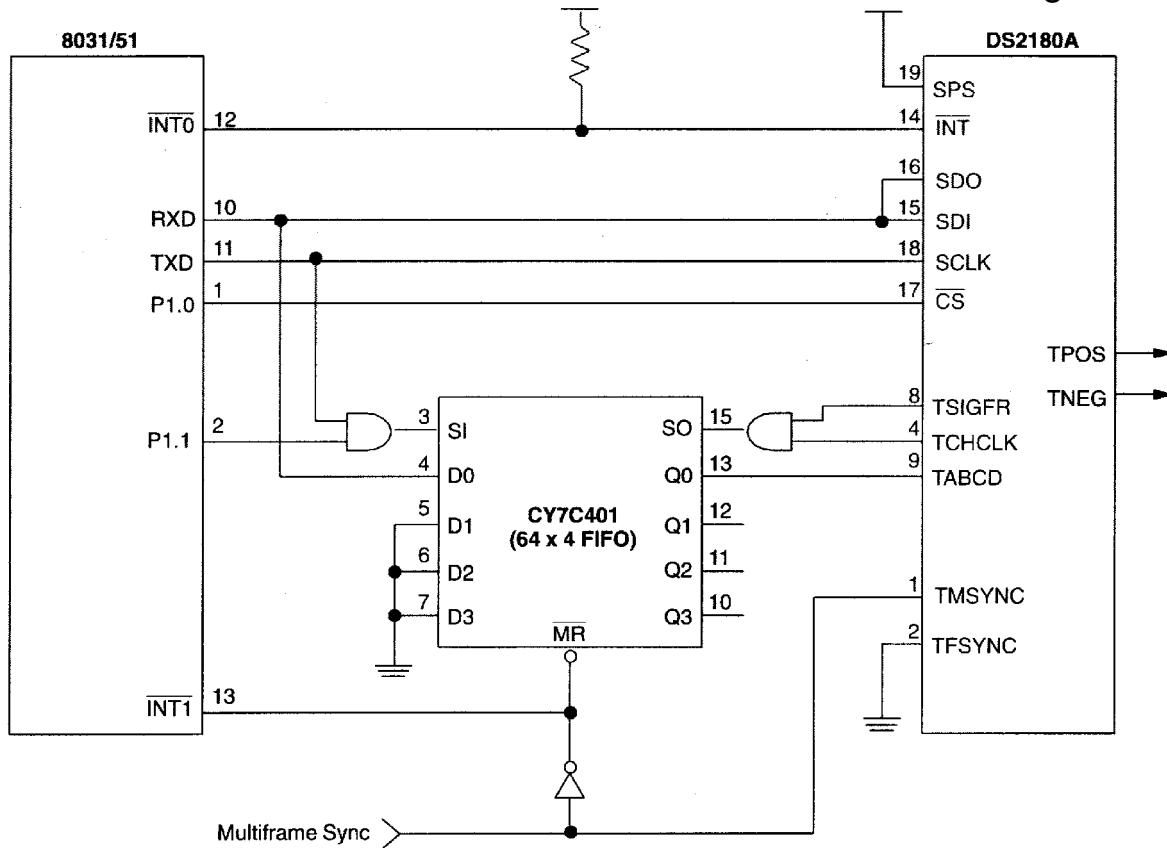 g
8031/51
DS2180A
19
SPS
INT0
12
14
INT
16
SDO
RXD
10
15
SDI
TXD
11
18
SCLK
P1.0
1
17
CS
TPOS
TNEG
P1.1
2
3
SI
SO
15
8
TSIGFR
4
TCHCLK
4
D0
Q0
13
9
TABCD
CY7C401
(64 x 4 FIFO)
5
D1
Q1
12
6
D2
Q2
11
7
D3
Q3
10
MR
1
TMSYNC
2
TFSYNC
INT1
13
Multiframe Sync